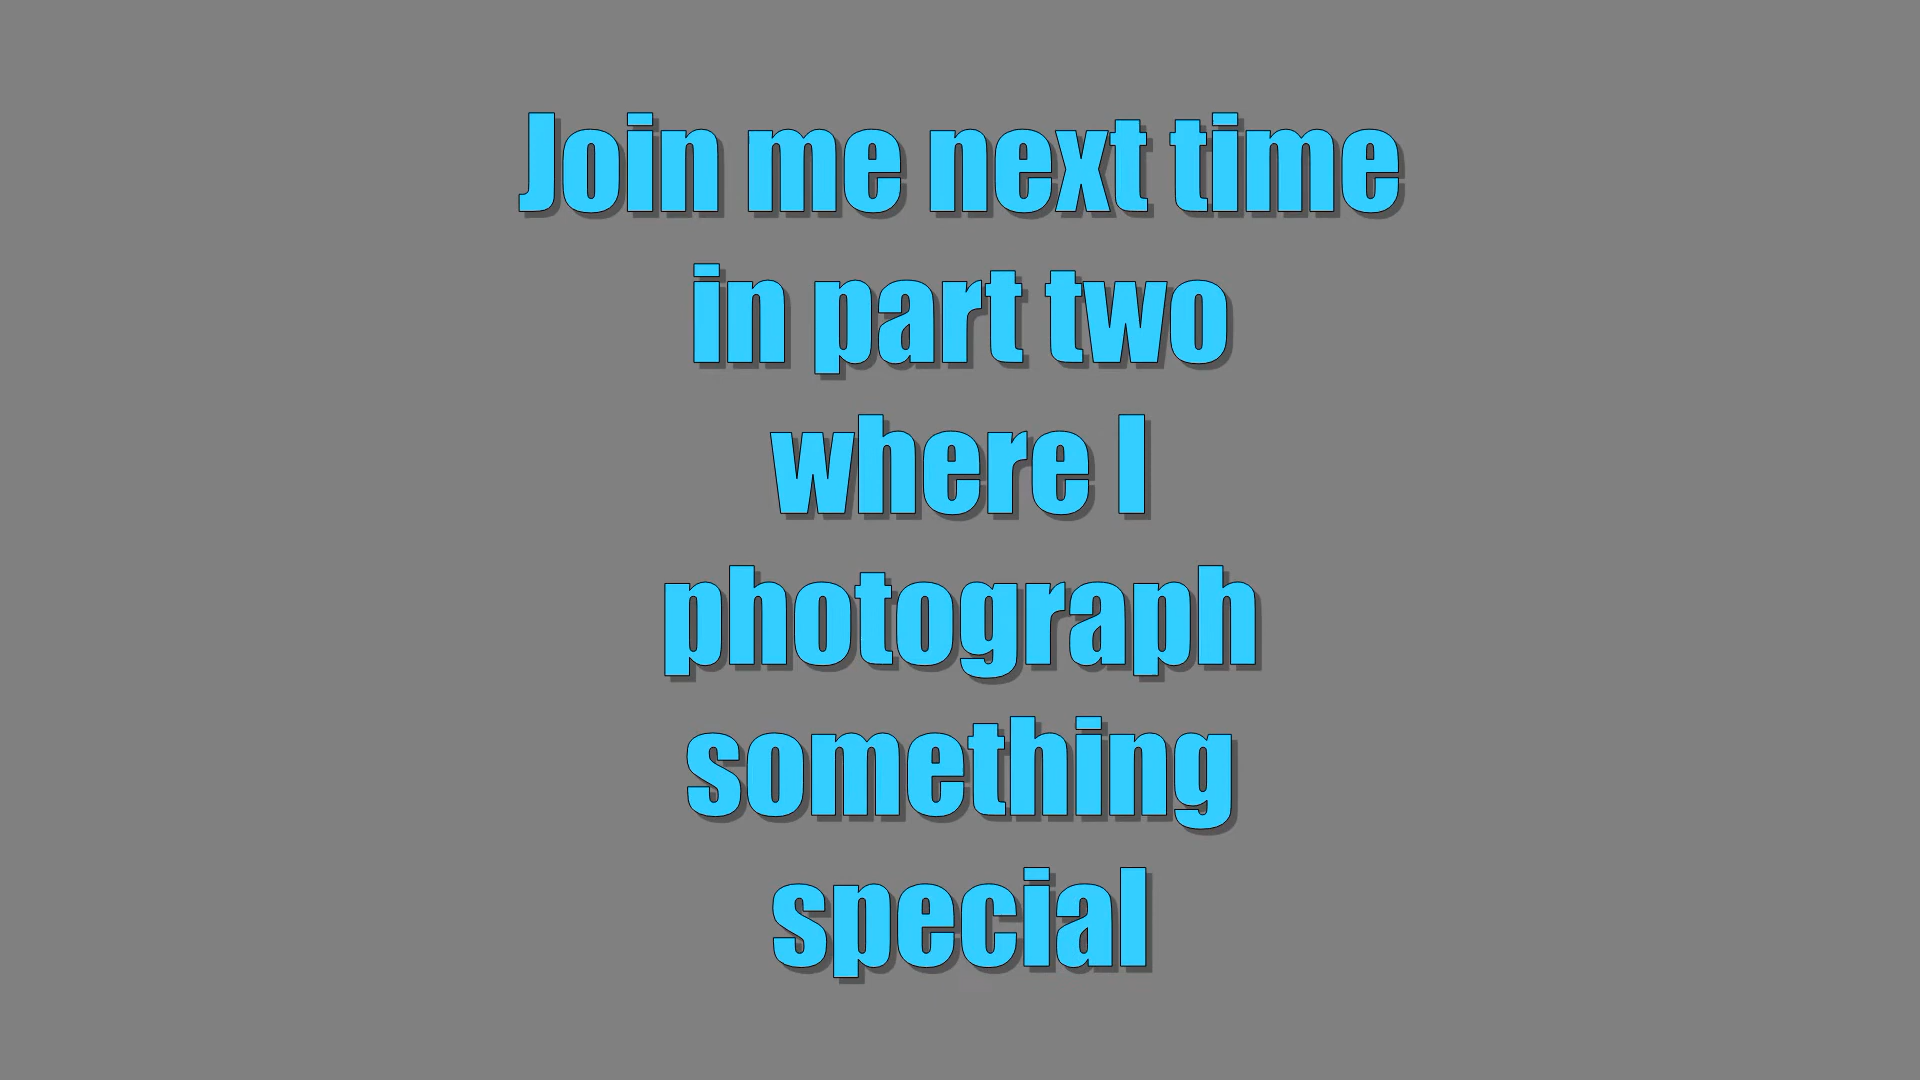 Join me next time
in part two
where I
photograph
something
special